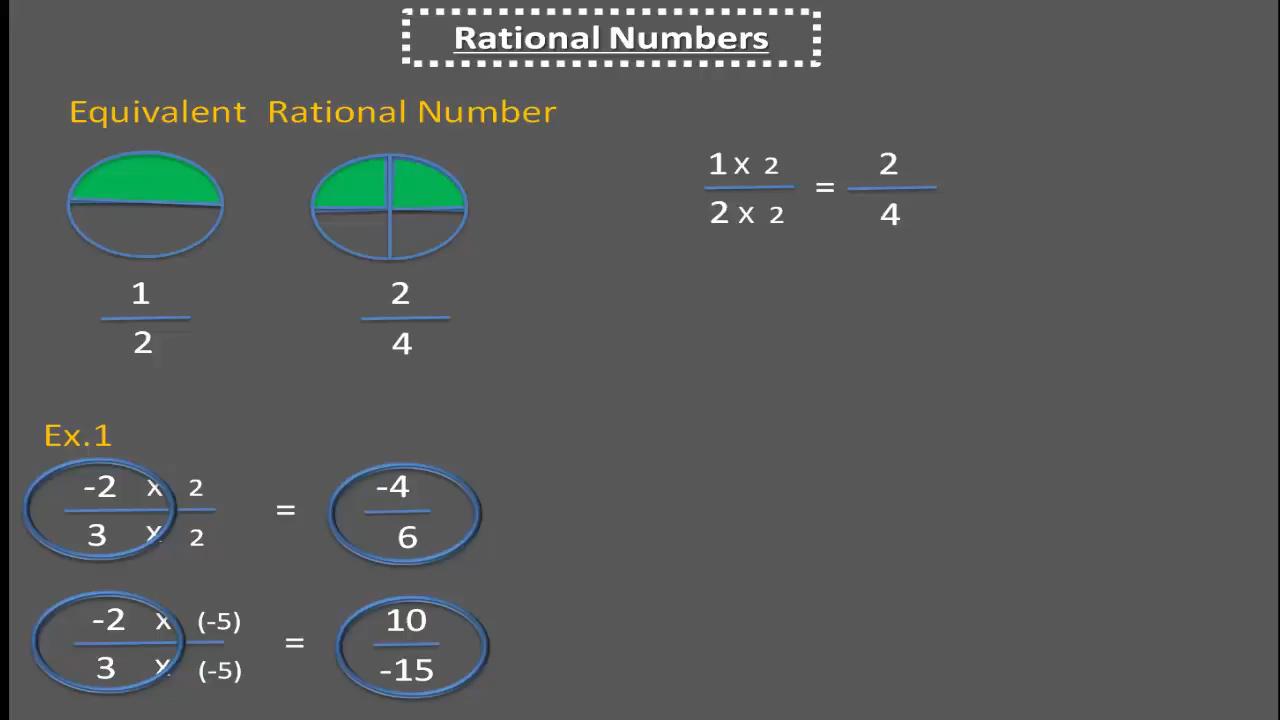 Rational Numbers
Equivalent Rational Number
1 x 2 = 2
2 x 2 4
1 2
2 4
Ex.1
-2 x 2 = -4
3 x 2 6
-2 x (-5) = 10
3 x (-5) -15